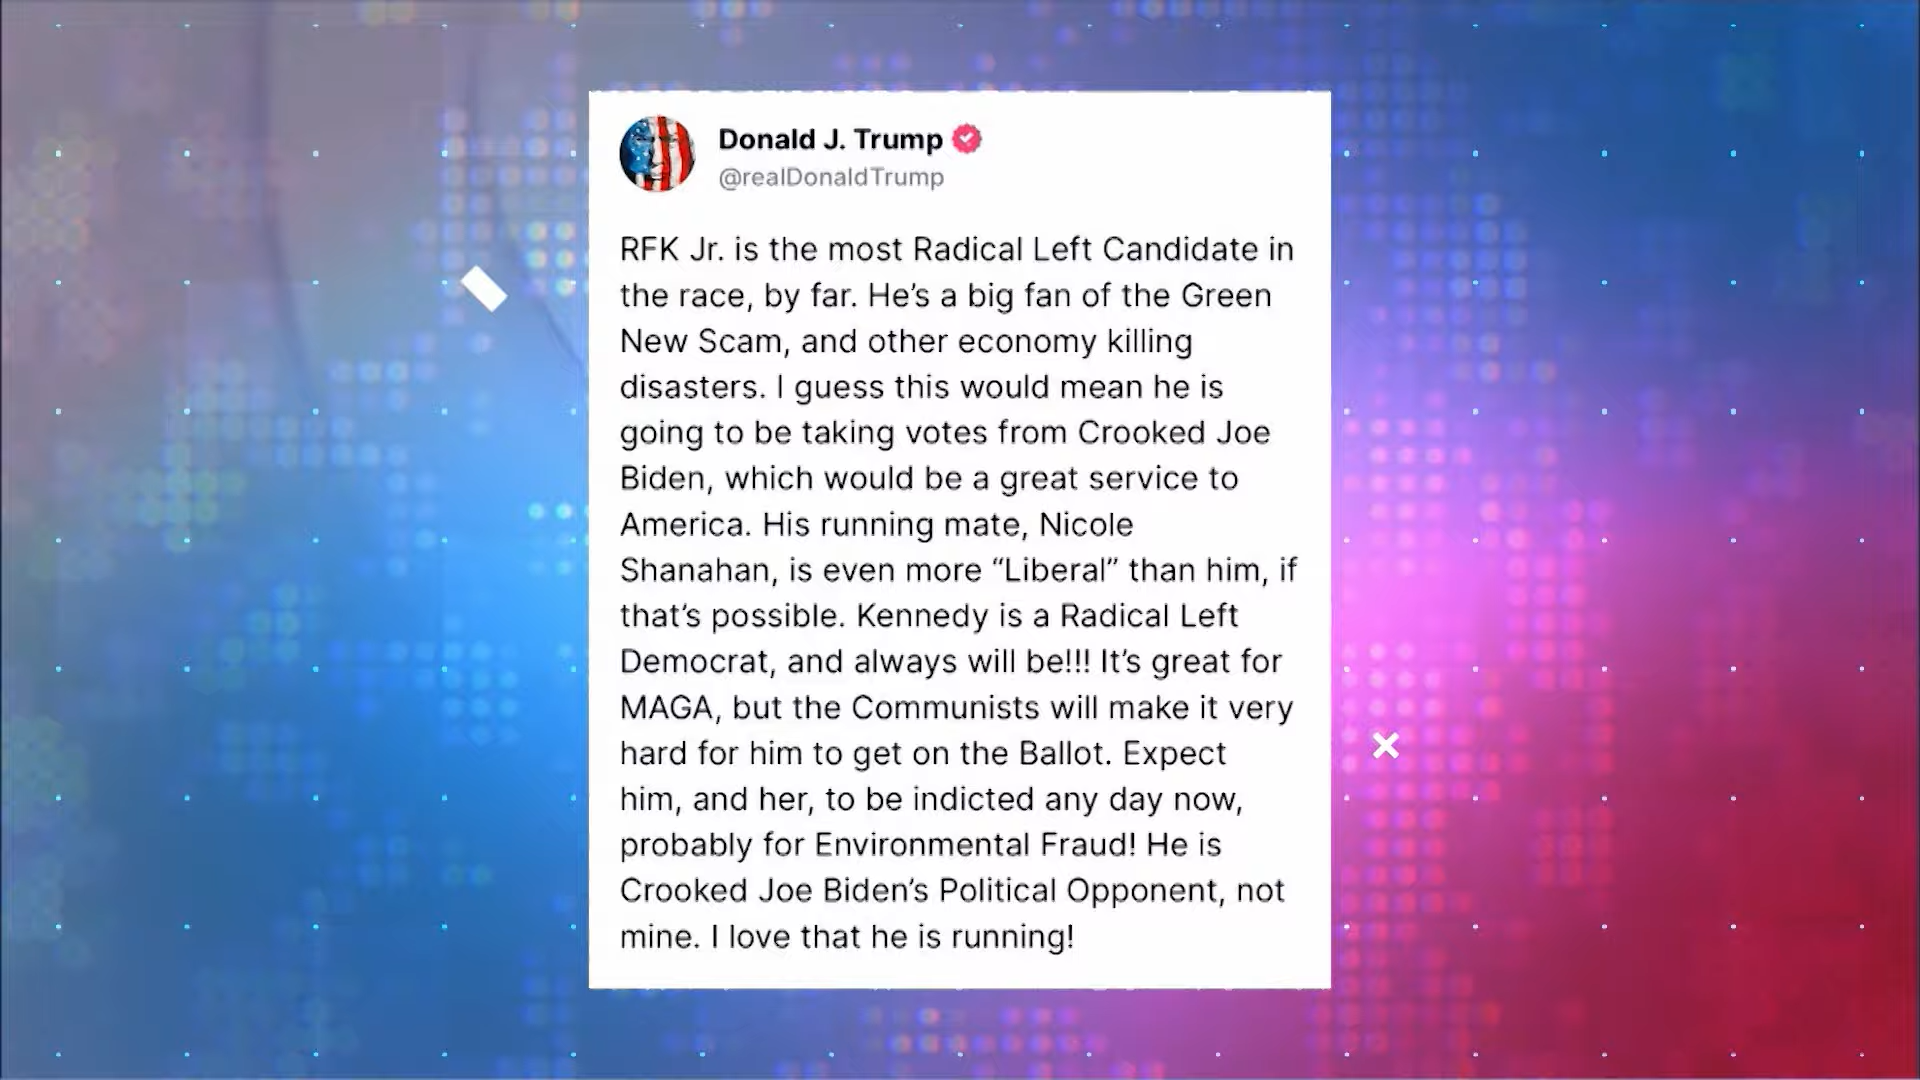 Donald J. Trump
@realDonaldTrump
RFK Jr. is the most Radical Left Candidate in
the race, by far. He’s a big fan of the Green
New Scam, and other economy killing
disasters. I guess this would mean he is
going to be taking votes from Crooked Joe
Biden, which would be a great service to
America. His running mate, Nicole
Shanahan, is even more “Liberal” than him, if
that’s possible. Kennedy is a Radical Left
Democrat, and always will be!!! It’s great for
MAGA, but the Communists will make it very
hard for him to get on the Ballot. Expect
him, and her, to be indicted any day now,
probably for Environmental Fraud! He is
Crooked Joe Biden’s Political Opponent, not
mine. I love that he is running!